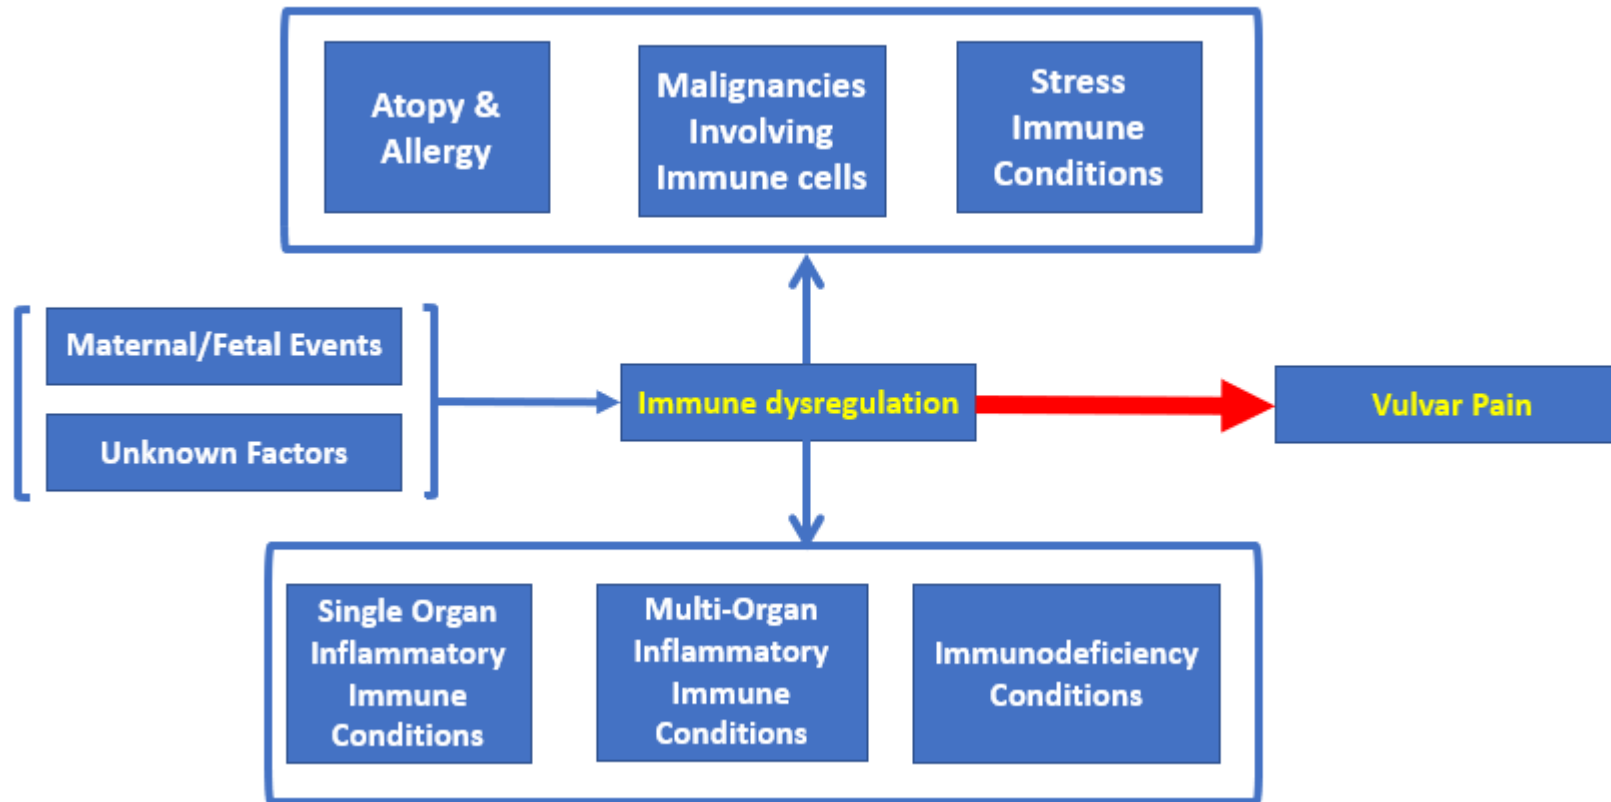 Atopy &
Allergy
Malignancies
Involving
Immune cells
Stress
Immune
Conditions
Maternal/Fetal Events
Unknown Factors
Immune dysregulation
Vulvar Pain
Single Organ
Inflammatory
Immune
Conditions
Multi-Organ
Inflammatory
Immune
Conditions
Immunodeficiency
Conditions